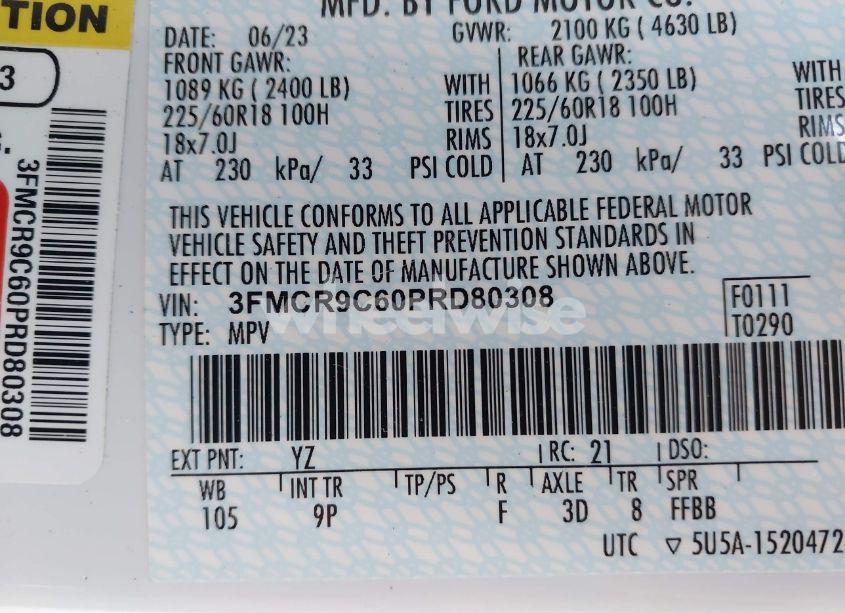 TION
3
3FMCR9C60PRD80308
MFD. BY FORD MOTOR CO.
DATE: 06/23 GVWR: 2100 KG ( 4630 LB)
FRONT GAWR: REAR GAWR:
1089 KG ( 2400 LB) WITH 1066 KG ( 2350 LB) WITH
225/60R18 100H TIRES 225/60R18 100H TIRES
18x7.0J RIMS 18x7.0J RIMS
AT 230 kPa/ 33 PSI COLD AT 230 kPa/ 33 PSI COLD
THIS VEHICLE CONFORMS TO ALL APPLICABLE FEDERAL MOTOR
VEHICLE SAFETY AND THEFT PREVENTION STANDARDS IN
EFFECT ON THE DATE OF MANUFACTURE SHOWN ABOVE.
VIN: 3FMCR9C60PRD80308 F0111
TYPE: MPV T0290
wheelwise
EXT PNT: YZ RC: 21 DSO:
WB INT TR TP/PS R AXLE TR SPR
105 9P F 3D 8 FFBB
UTC ▽ 5U5A-1520472